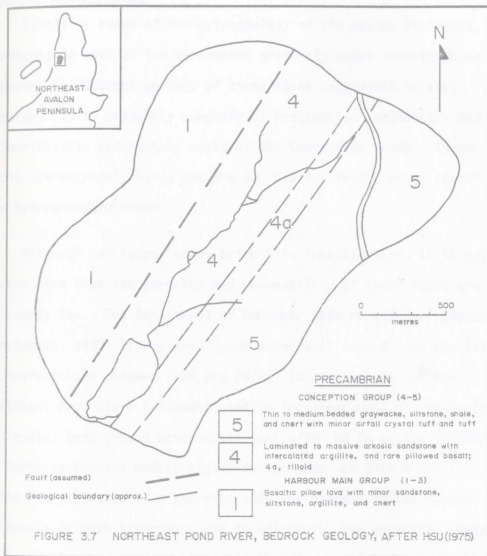 NORTHEAST
AVALON
PENINSULA
N
1
4
5
4a
4
1
5
0 500
metres
PRECAMBRIAN
CONCEPTION GROUP (4-5)
5 Thin to medium bedded graywacke, siltstone, shale,
and chert with minor airfall crystal tuff and tuff
4 Laminated to massive arkosic sandstone with
intercalated argillite, and rare pillowed basalt;
4a, tilloid
HARBOUR MAIN GROUP (1-3)
1 Basaltic pillow lava with minor sandstone,
siltstone, argillite, and chert
Fault (assumed)
Geological boundary (approx.)
FIGURE 3.7 NORTHEAST POND RIVER, BEDROCK GEOLOGY, AFTER HSU (1975)